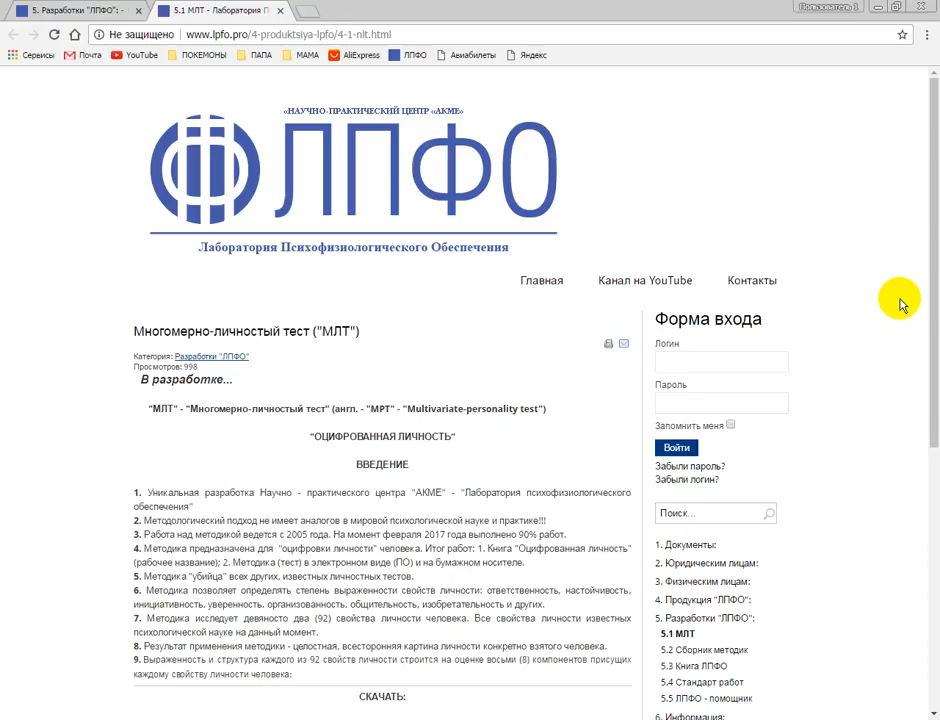 5. Разработки "ЛПФО": -
5.1 МЛТ - Лаборатория П
Пользователь 1
Не защищено
www.lpfo.pro/4-produktsiya-lpfo/4-1-nlt.html
Сервисы
Почта
YouTube
ПОКЕМОНЫ
ПАПА
МАМА
AliExpress
ЛПФО
Авиабилеты
Яндекс
«НАУЧНО-ПРАКТИЧЕСКИЙ ЦЕНТР «АКМЕ»
ЛПФО
Лаборатория Психофизиологического Обеспечения
Главная
Канал на YouTube
Контакты
Многомерно-личностый тест ("МЛТ")
Категория: Разработки "ЛПФО"
Просмотров: 998
В разработке...
"МЛТ" - "Многомерно-личностый тест" (англ. - "МРТ" - "Multivariate-personality test")
"ОЦИФРОВАННАЯ ЛИЧНОСТЬ"
ВВЕДЕНИЕ
1. Уникальная разработка Научно - практического центра "АКМЕ" - "Лаборатория психофизиологического
обеспечения"
2. Методологический подход не имеет аналогов в мировой психологической науке и практике!!!
3. Работа над методикой ведется с 2005 года. На момент февраля 2017 года выполнено 90% работ.
4. Методика предназначена для "оцифровки личности" человека. Итог работ: 1. Книга "Оцифрованная личность"
(рабочее название); 2. Методика (тест) в электронном виде (ПО) и на бумажном носителе.
5. Методика "убийца" всех других, известных личностных тестов.
6. Методика позволяет определять степень выраженности свойств личности: ответственность, настойчивость,
инициативность, уверенность, организованность, общительность, изобретательность и других.
7. Методика исследует девяносто два (92) свойства личности человека. Все свойства личности известных
психологической науке на данный момент.
8. Результат применения методики - целостная, всесторонняя картина личности конкретно взятого человека.
9. Выраженность и структура каждого из 92 свойств личности строится на оценке восьми (8) компонентов присущих
каждому свойству личности человека:
СКАЧАТЬ:
Форма входа
Логин
Пароль
Запомнить меня
Войти
Забыли пароль?
Забыли логин?
Поиск...
1. Документы:
2. Юридическим лицам:
3. Физическим лицам:
4. Продукция "ЛПФО":
5. Разработки "ЛПФО":
5.1 МЛТ
5.2 Сборник методик
5.3 Книга ЛПФО
5.4 Стандарт работ
5.5 ЛПФО - помощник
6. Информация: